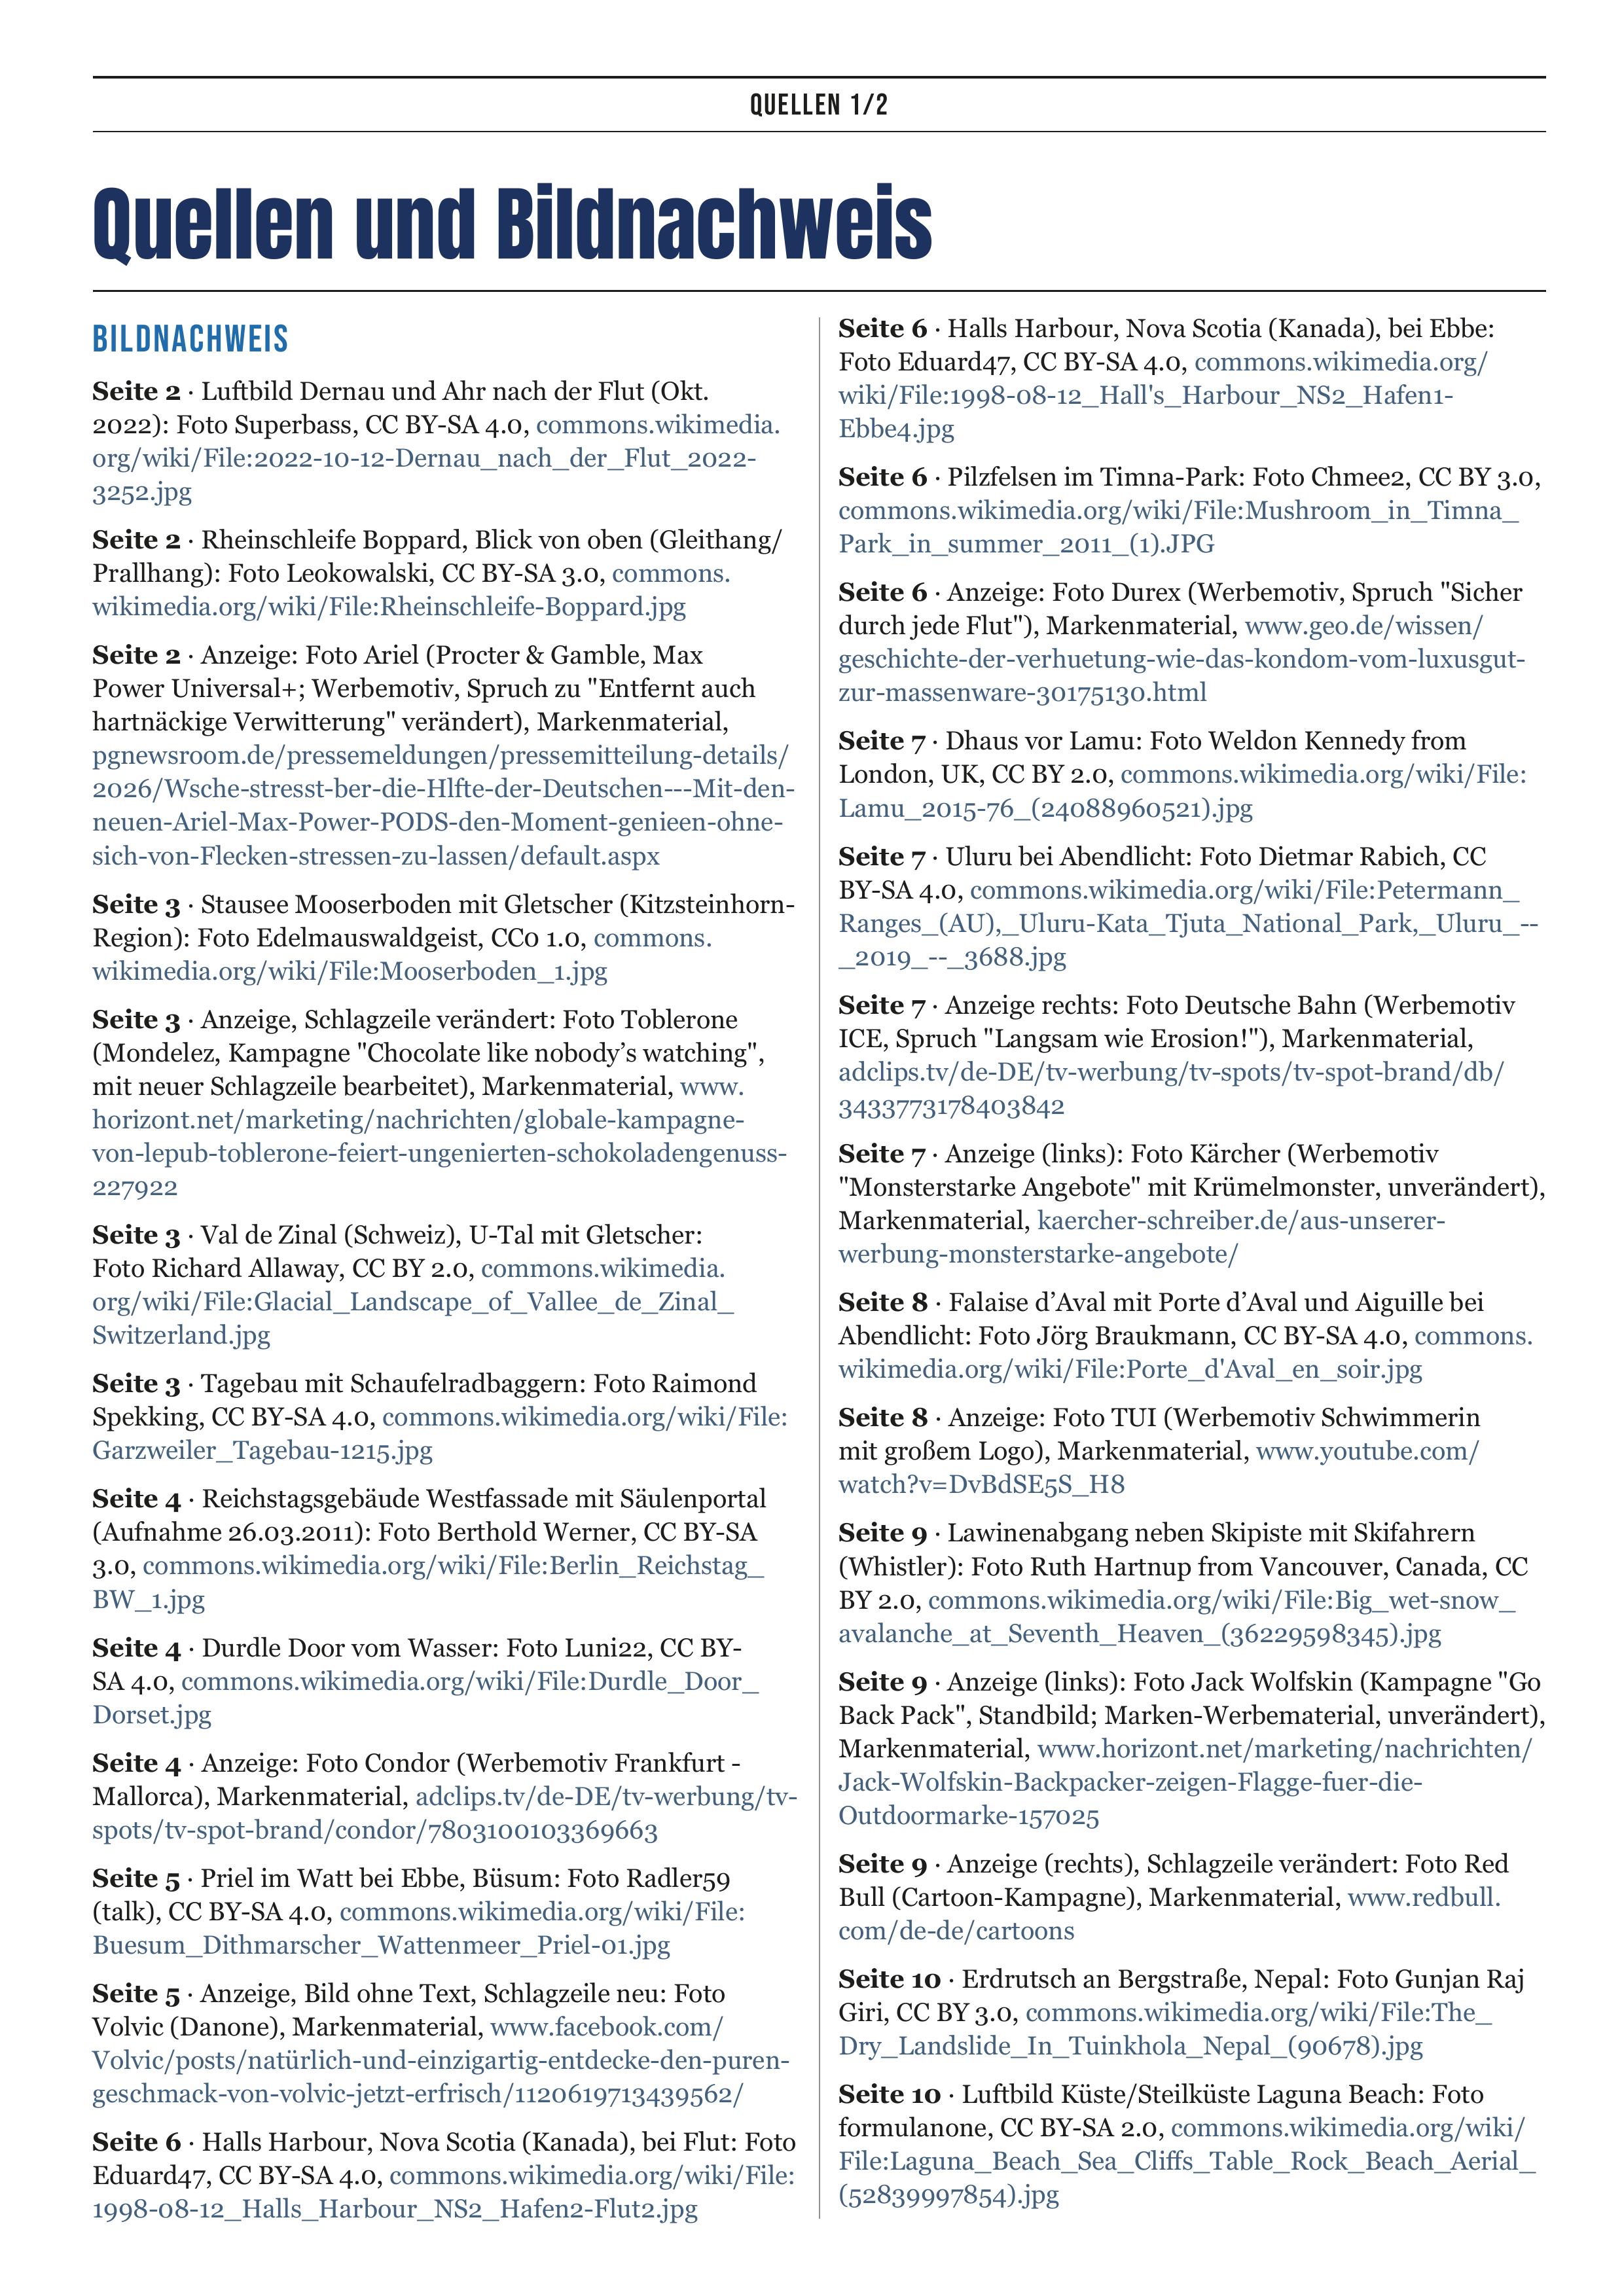 QUELLEN 1/2
Quellen und Bildnachweis
BILDNACHWEIS
Seite 2 · Luftbild Dernau und Ahr nach der Flut (Okt.
2022): Foto Superbass, CC BY-SA 4.0, commons.wikimedia.
org/wiki/File:2022-10-12-Dernau_nach_der_Flut_2022-
3252.jpg
Seite 2 · Rheinschleife Boppard, Blick von oben (Gleithang/
Prallhang): Foto Leokowalski, CC BY-SA 3.0, commons.
wikimedia.org/wiki/File:Rheinschleife-Boppard.jpg
Seite 2 · Anzeige: Foto Ariel (Procter & Gamble, Max
Power Universal+; Werbemotiv, Spruch zu "Entfernt auch
hartnäckige Verwitterung" verändert), Markenmaterial,
pgnewsroom.de/pressemeldungen/pressemitteilung-details/
2026/Wsche-stresst-ber-die-Hlfte-der-Deutschen---Mit-den-
neuen-Ariel-Max-Power-PODS-den-Moment-genieen-ohne-
sich-von-Flecken-stressen-zu-lassen/default.aspx
Seite 3 · Stausee Mooserboden mit Gletscher (Kitzsteinhorn-
Region): Foto Edelmauswaldgeist, CC0 1.0, commons.
wikimedia.org/wiki/File:Mooserboden_1.jpg
Seite 3 · Anzeige, Schlagzeile verändert: Foto Toblerone
(Mondelez, Kampagne "Chocolate like nobody’s watching",
mit neuer Schlagzeile bearbeitet), Markenmaterial, www.
horizont.net/marketing/nachrichten/globale-kampagne-
von-lepub-toblerone-feiert-ungenierten-schokoladengenuss-
227922
Seite 3 · Val de Zinal (Schweiz), U-Tal mit Gletscher:
Foto Richard Allaway, CC BY 2.0, commons.wikimedia.
org/wiki/File:Glacial_Landscape_of_Vallee_de_Zinal_
Switzerland.jpg
Seite 3 · Tagebau mit Schaufelradbaggern: Foto Raimond
Spekking, CC BY-SA 4.0, commons.wikimedia.org/wiki/File:
Garzweiler_Tagebau-1215.jpg
Seite 4 · Reichstagsgebäude Westfassade mit Säulenportal
(Aufnahme 26.03.2011): Foto Berthold Werner, CC BY-SA
3.0, commons.wikimedia.org/wiki/File:Berlin_Reichstag_
BW_1.jpg
Seite 4 · Durdle Door vom Wasser: Foto Luni22, CC BY-
SA 4.0, commons.wikimedia.org/wiki/File:Durdle_Door_
Dorset.jpg
Seite 4 · Anzeige: Foto Condor (Werbemotiv Frankfurt -
Mallorca), Markenmaterial, adclips.tv/de-DE/tv-werbung/tv-
spots/tv-spot-brand/condor/7803100103369663
Seite 5 · Priel im Watt bei Ebbe, Büsum: Foto Radler59
(talk), CC BY-SA 4.0, commons.wikimedia.org/wiki/File:
Buesum_Dithmarscher_Wattenmeer_Priel-01.jpg
Seite 5 · Anzeige, Bild ohne Text, Schlagzeile neu: Foto
Volvic (Danone), Markenmaterial, www.facebook.com/
Volvic/posts/natürlich-und-einzigartig-entdecke-den-puren-
geschmack-von-volvic-jetzt-erfrisch/1120619713439562/
Seite 6 · Halls Harbour, Nova Scotia (Kanada), bei Flut: Foto
Eduard47, CC BY-SA 4.0, commons.wikimedia.org/wiki/File:
1998-08-12_Halls_Harbour_NS2_Hafen2-Flut2.jpg
Seite 6 · Halls Harbour, Nova Scotia (Kanada), bei Ebbe:
Foto Eduard47, CC BY-SA 4.0, commons.wikimedia.org/
wiki/File:1998-08-12_Hall's_Harbour_NS2_Hafen1-
Ebbe4.jpg
Seite 6 · Pilzfelsen im Timna-Park: Foto Chmee2, CC BY 3.0,
commons.wikimedia.org/wiki/File:Mushroom_in_Timna_
Park_in_summer_2011_(1).JPG
Seite 6 · Anzeige: Foto Durex (Werbemotiv, Spruch "Sicher
durch jede Flut"), Markenmaterial, www.geo.de/wissen/
geschichte-der-verhuetung-wie-das-kondom-vom-luxusgut-
zur-massenware-30175130.html
Seite 7 · Dhaus vor Lamu: Foto Weldon Kennedy from
London, UK, CC BY 2.0, commons.wikimedia.org/wiki/File:
Lamu_2015-76_(24088960521).jpg
Seite 7 · Uluru bei Abendlicht: Foto Dietmar Rabich, CC
BY-SA 4.0, commons.wikimedia.org/wiki/File:Petermann_
Ranges_(AU),_Uluru-Kata_Tjuta_National_Park,_Uluru_--
_2019_--_3688.jpg
Seite 7 · Anzeige rechts: Foto Deutsche Bahn (Werbemotiv
ICE, Spruch "Langsam wie Erosion!"), Markenmaterial,
adclips.tv/de-DE/tv-werbung/tv-spots/tv-spot-brand/db/
3433773178403842
Seite 7 · Anzeige (links): Foto Kärcher (Werbemotiv
"Monsterstarke Angebote" mit Krümelmonster, unverändert),
Markenmaterial, kaercher-schreiber.de/aus-unserer-
werbung-monsterstarke-angebote/
Seite 8 · Falaise d’Aval mit Porte d’Aval und Aiguille bei
Abendlicht: Foto Jörg Braukmann, CC BY-SA 4.0, commons.
wikimedia.org/wiki/File:Porte_d'Aval_en_soir.jpg
Seite 8 · Anzeige: Foto TUI (Werbemotiv Schwimmerin
mit großem Logo), Markenmaterial, www.youtube.com/
watch?v=DvBdSE5S_H8
Seite 9 · Lawinenabgang neben Skipiste mit Skifahrern
(Whistler): Foto Ruth Hartnup from Vancouver, Canada, CC
BY 2.0, commons.wikimedia.org/wiki/File:Big_wet-snow_
avalanche_at_Seventh_Heaven_(36229598345).jpg
Seite 9 · Anzeige (links): Foto Jack Wolfskin (Kampagne "Go
Back Pack", Standbild; Marken-Werbematerial, unverändert),
Markenmaterial, www.horizont.net/marketing/nachrichten/
Jack-Wolfskin-Backpacker-zeigen-Flagge-fuer-die-
Outdoormarke-157025
Seite 9 · Anzeige (rechts), Schlagzeile verändert: Foto Red
Bull (Cartoon-Kampagne), Markenmaterial, www.redbull.
com/de-de/cartoons
Seite 10 · Erdrutsch an Bergstraße, Nepal: Foto Gunjan Raj
Giri, CC BY 3.0, commons.wikimedia.org/wiki/File:The_
Dry_Landslide_In_Tuinkhola_Nepal_(90678).jpg
Seite 10 · Luftbild Küste/Steilküste Laguna Beach: Foto
formulanone, CC BY-SA 2.0, commons.wikimedia.org/wiki/
File:Laguna_Beach_Sea_Cliffs_Table_Rock_Beach_Aerial_
(52839997854).jpg